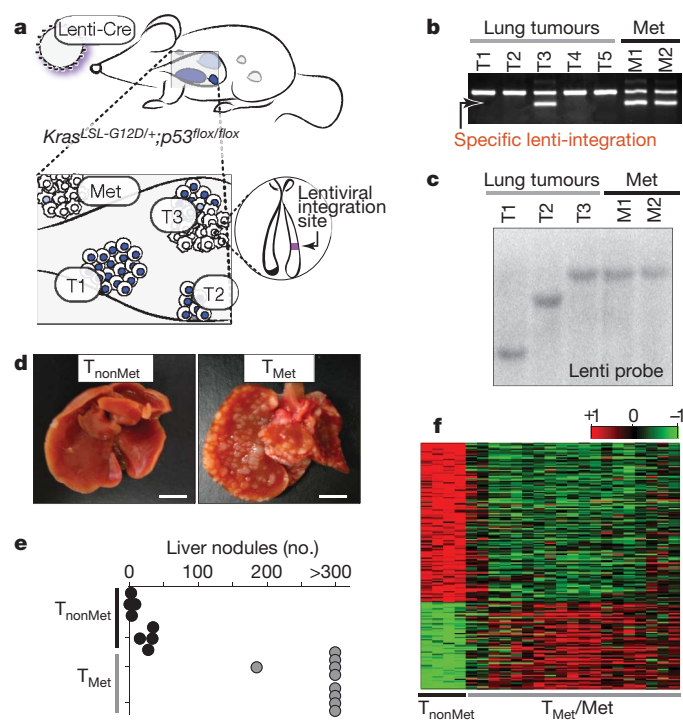 a
Lenti-Cre
Kras^LSL-G12D/+;p53^flox/flox
Met
T3
T1
T2
Lentiviral
integration
site
b
Lung tumours
Met
T1 T2 T3 T4 T5 M1 M2
Specific lenti-integration
c
Lung tumours
Met
T1 T2 T3 M1 M2
Lenti probe
d
T_nonMet
T_Met
e
Liver nodules (no.)
0 100 200 >300
T_nonMet
T_Met
f
+1 0 −1
T_nonMet
T_Met/Met